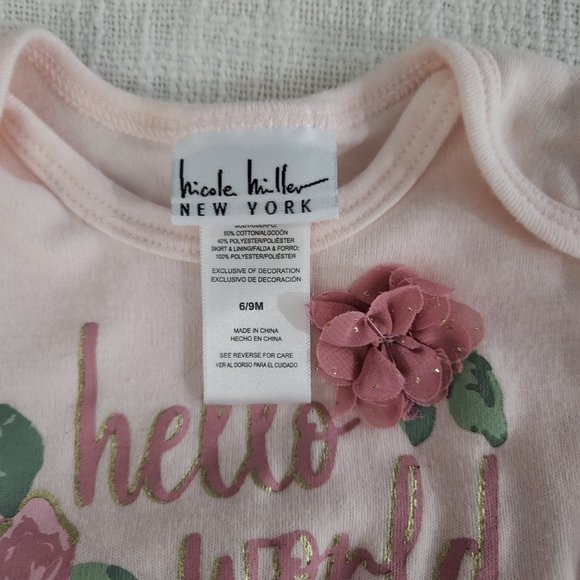 Nicole Miller
NEW YORK
60% COTTON/ALGODÓN
40% POLYESTER/POLIÉSTER
SKIRT & LINING/FALDA & FORRO:
100% POLYESTER/POLIÉSTER
EXCLUSIVE OF DECORATION
EXCLUSIVO DE DECORACIÓN
6/9M
MADE IN CHINA
HECHO EN CHINA
SEE REVERSE FOR CARE
VER AL DORSO PARA EL CUIDADO
hello
world